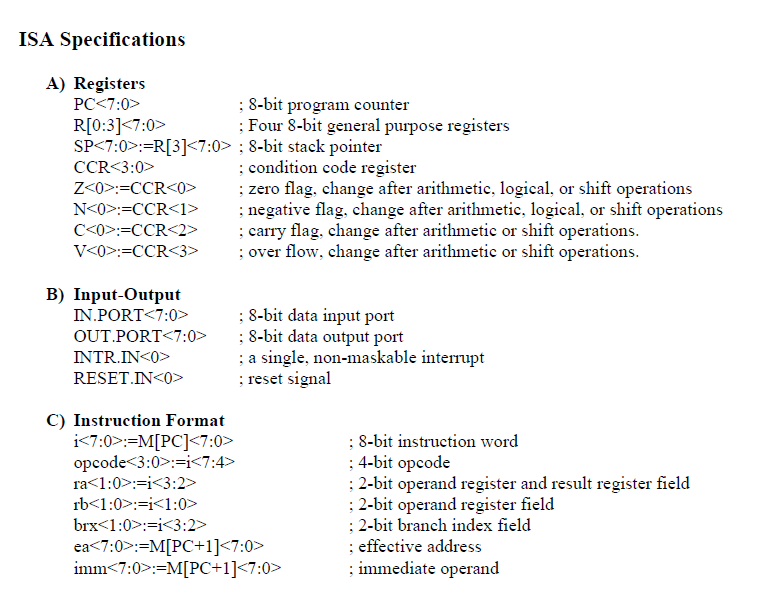 ISA Specifications
A) Registers
PC<7:0> ; 8-bit program counter
R[0:3]<7:0> ; Four 8-bit general purpose registers
SP<7:0>:=R[3]<7:0> ; 8-bit stack pointer
CCR<3:0> ; condition code register
Z<0>:=CCR<0> ; zero flag, change after arithmetic, logical, or shift operations
N<0>:=CCR<1> ; negative flag, change after arithmetic, logical, or shift operations
C<0>:=CCR<2> ; carry flag, change after arithmetic or shift operations.
V<0>:=CCR<3> ; over flow, change after arithmetic or shift operations.
B) Input-Output
IN.PORT<7:0> ; 8-bit data input port
OUT.PORT<7:0> ; 8-bit data output port
INTR.IN<0> ; a single, non-maskable interrupt
RESET.IN<0> ; reset signal
C) Instruction Format
i<7:0>:=M[PC]<7:0> ; 8-bit instruction word
opcode<3:0>:=i<7:4> ; 4-bit opcode
ra<1:0>:=i<3:2> ; 2-bit operand register and result register field
rb<1:0>:=i<1:0> ; 2-bit operand register field
brx<1:0>:=i<3:2> ; 2-bit branch index field
ea<7:0>:=M[PC+1]<7:0> ; effective address
imm<7:0>:=M[PC+1]<7:0> ; immediate operand